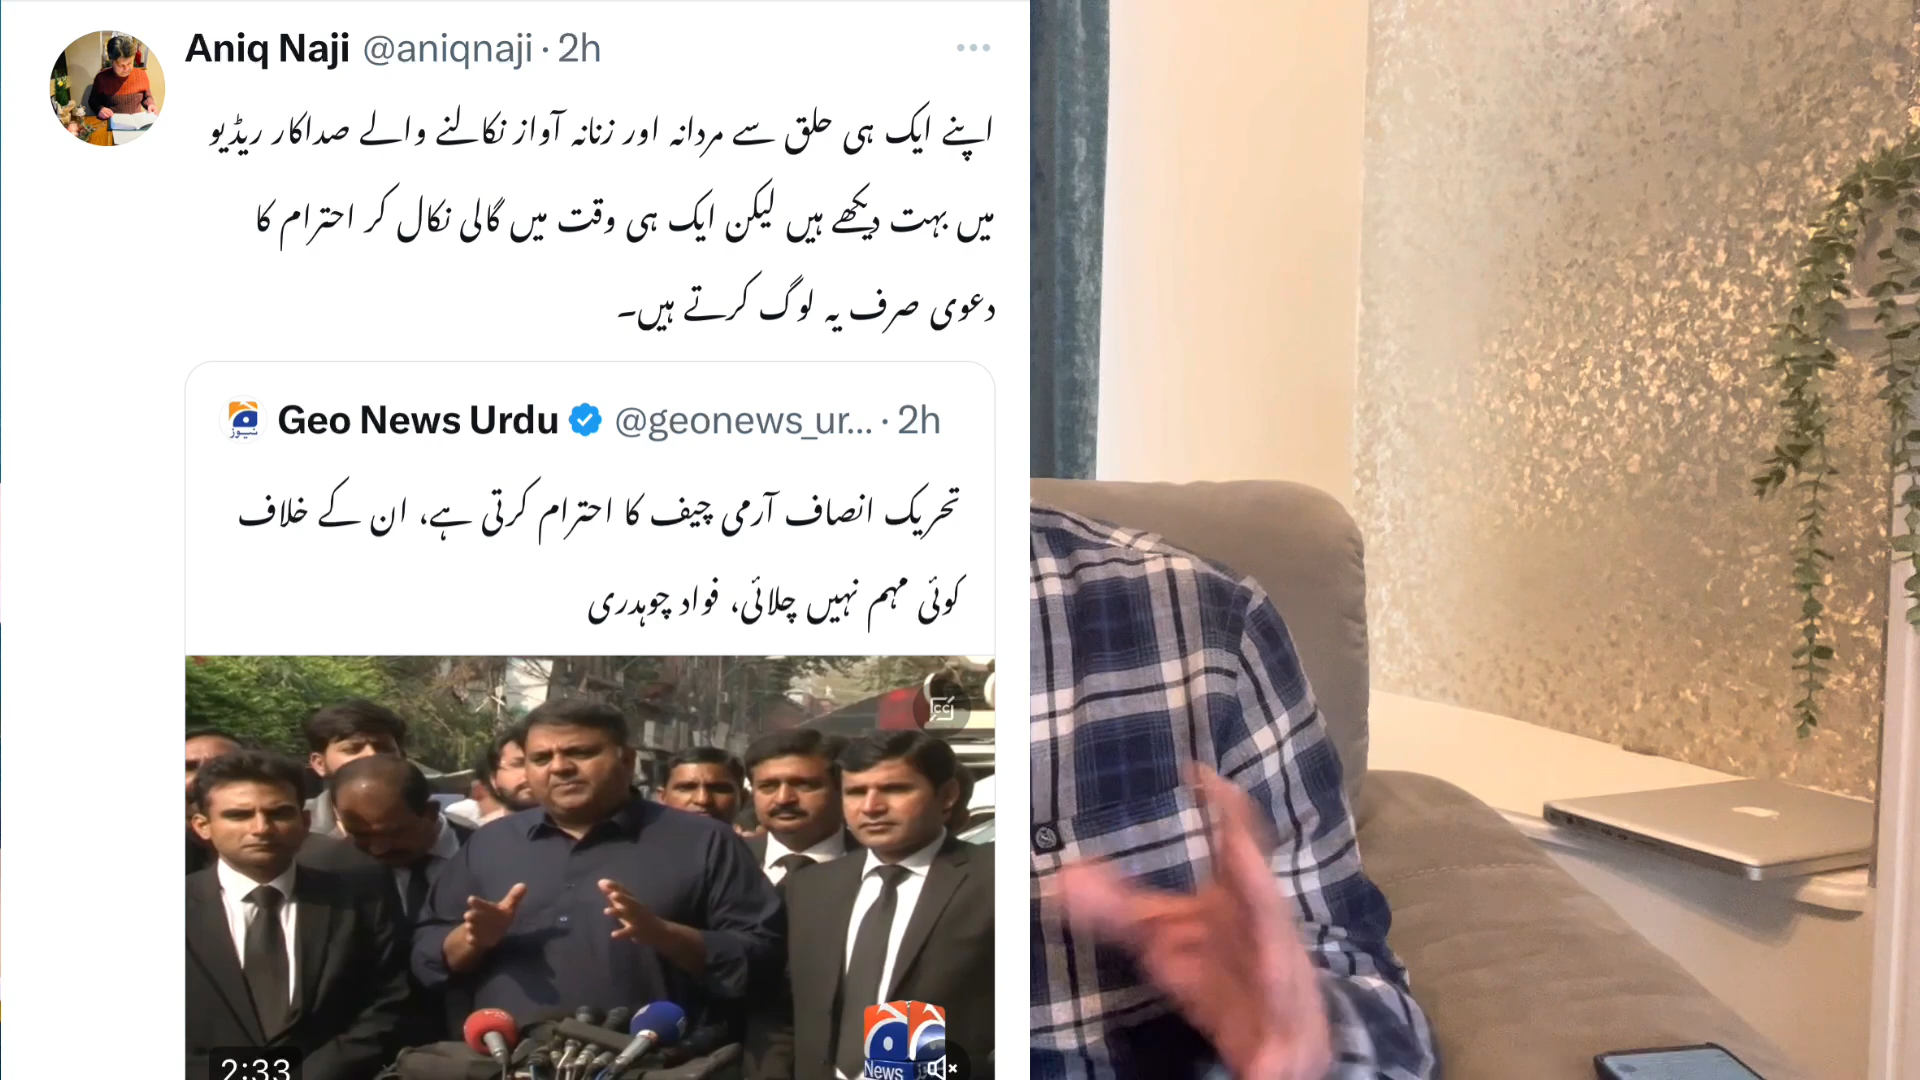 Aniq Naji @aniqnaji · 2h
اپنے ایک ہی حلق سے مردانہ اور زنانہ آواز نکالنے والے صداکار ریڈیو
میں بہت دیکھے ہیں لیکن ایک ہی وقت میں گالی نکال کر احترام کا
دعوی صرف یہ لوگ کرتے ہیں۔
Geo News Urdu @geonews_ur... · 2h
تحریک انصاف آرمی چیف کا احترام کرتی ہے، ان کے خلاف
کوئی مہم نہیں چلائی، فواد چوہدری
CC
2:33
News